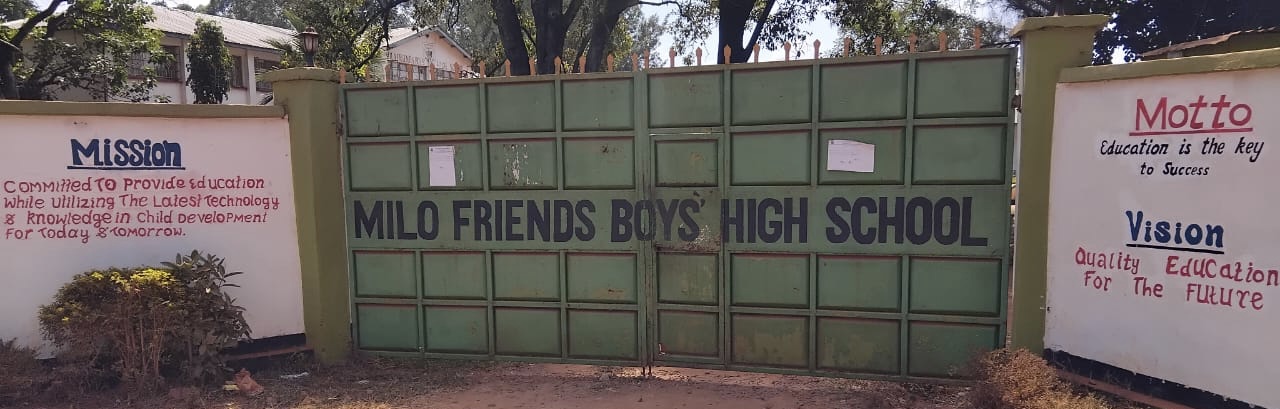 Mission
Committed To Provide Education
While Utilizing The Latest Technology
& Knowledge in Child Development
For Today & Tomorrow.
MILO FRIENDS BOYS' HIGH SCHOOL
Motto
Education is the key
to Success
Vision
Quality Education
For The Future